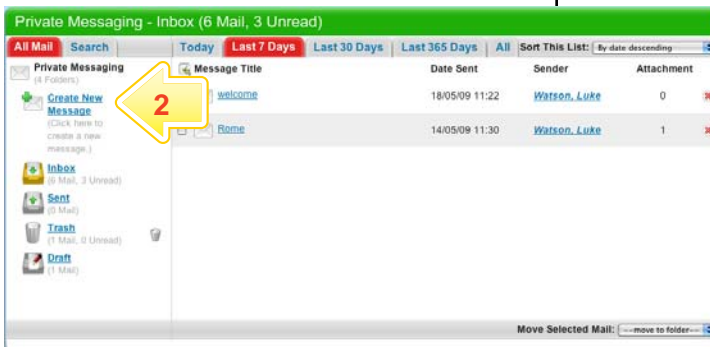 Private Messaging - Inbox (6 Mail, 3 Unread)
All Mail Search Today Last 7 Days Last 30 Days Last 365 Days All Sort This List: By date descending
Private Messaging
(4 Folders)
Message Title Date Sent Sender Attachment
Create New
Message
(Click here to
create a new
message.)
2
welcome 18/05/09 11:22 Watson, Luke 0
Rome 14/05/09 11:30 Watson, Luke 1
Inbox
(6 Mail, 3 Unread)
Sent
(0 Mail)
Trash
(1 Mail, 0 Unread)
Draft
(1 Mail)
Move Selected Mail: --move to folder--